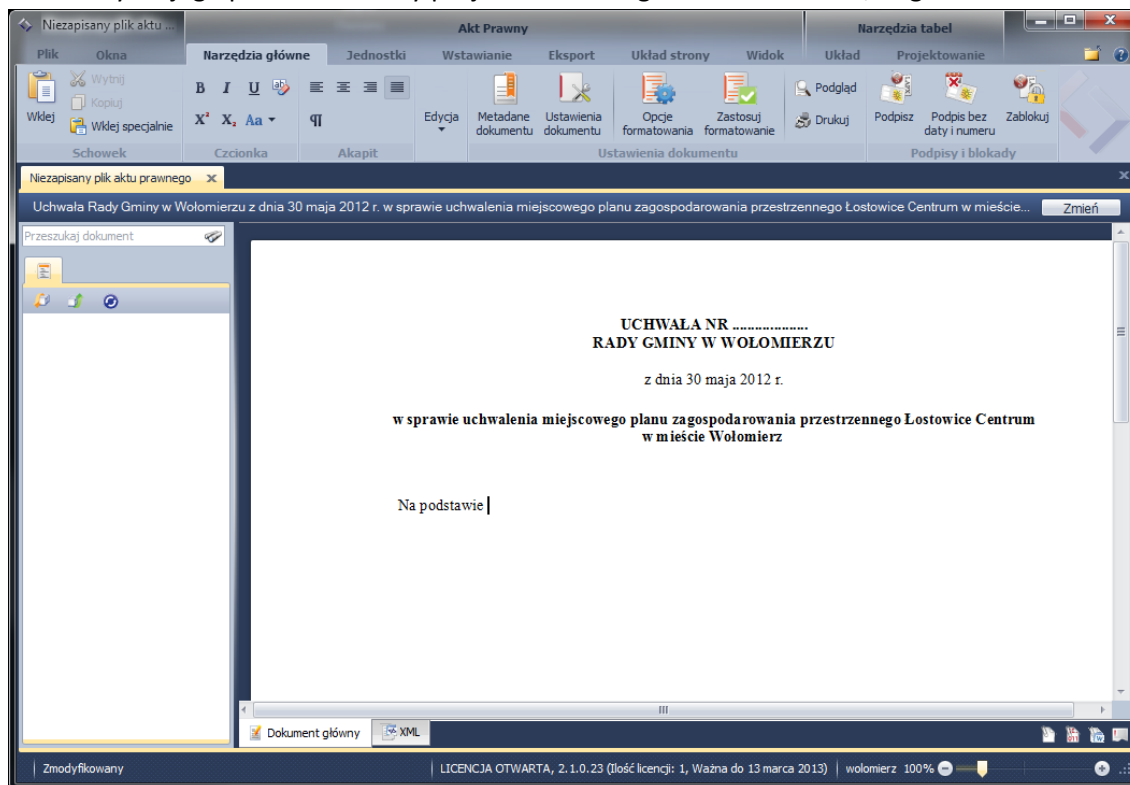 Niezapisany plik aktu ...
Akt Prawny
Narzędzia tabel
Plik Okna Narzędzia główne Jednostki Wstawianie Eksport Układ strony Widok Układ Projektowanie
Wklej
Wytnij
Kopiuj
Wklej specjalnie
B I U
X² X₂ Aa ¶
Edycja
Metadane dokumentu
Ustawienia dokumentu
Opcje formatowania
Zastosuj formatowanie
Podgląd
Drukuj
Podpisz
Podpis bez daty i numeru
Zablokuj
Schowek Czcionka Akapit Ustawienia dokumentu Podpisy i blokady
Niezapisany plik aktu prawnego x
Uchwała Rady Gminy w Wołomierzu z dnia 30 maja 2012 r. w sprawie uchwalenia miejscowego planu zagospodarowania przestrzennego Łostowice Centrum w mieście... Zmień
Przeszukaj dokument
UCHWAŁA NR ...................
RADY GMINY W WOŁOMIERZU
z dnia 30 maja 2012 r.
w sprawie uchwalenia miejscowego planu zagospodarowania przestrzennego Łostowice Centrum
w mieście Wołomierz
Na podstawie
Dokument główny XML
Zmodyfikowany LICENCJA OTWARTA, 2.1.0.23 (Ilość licencji: 1, Ważna do 13 marca 2013) wolomierz 100%